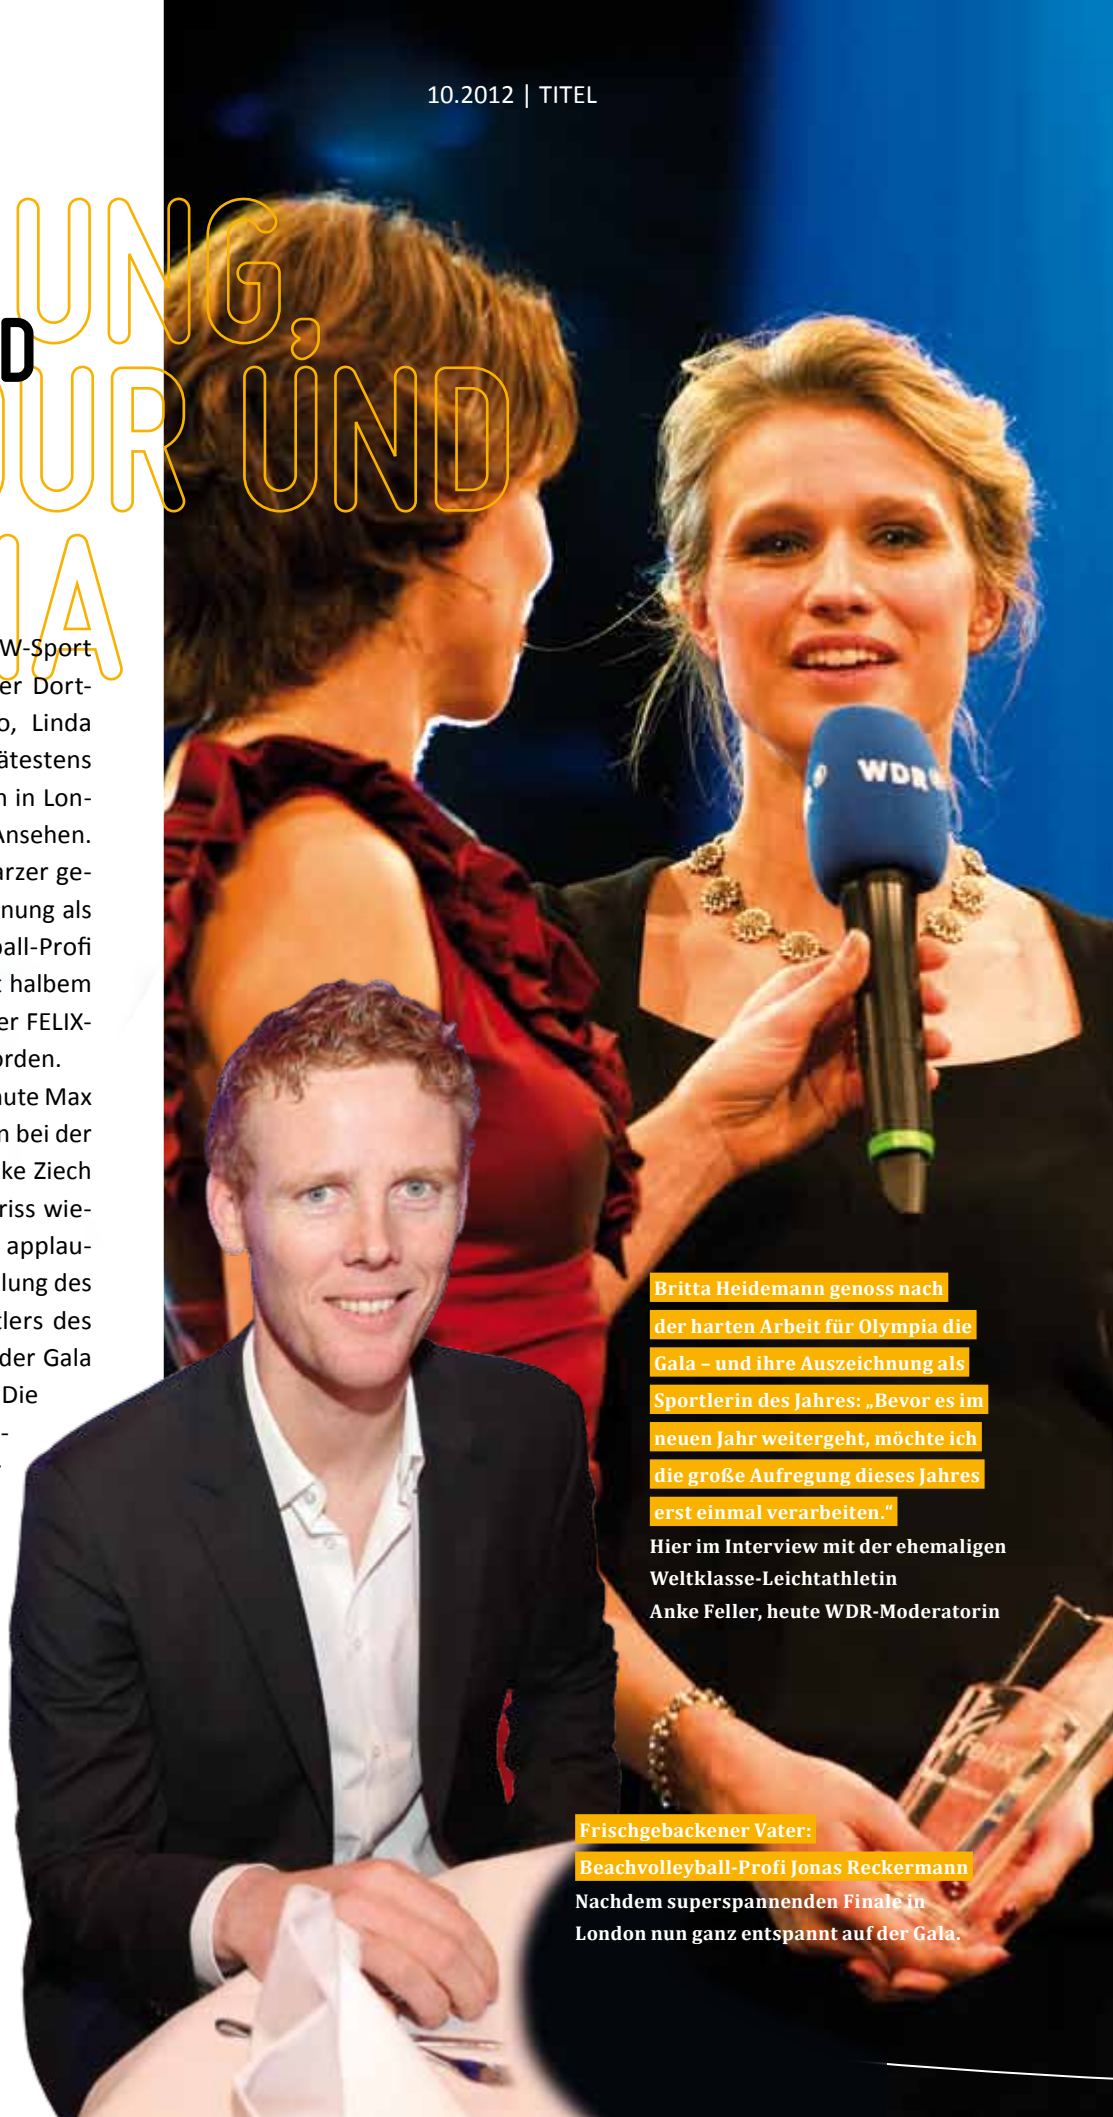 10.2012 | TITEL
UNG,
D
UR UND
A
W-Sport
er Dort-
o, Linda
ätestens
n in Lon-
Ansehen.
arzer ge-
nung als
ball-Profi
t halbem
er FELIX-
orden.
aute Max
n bei der
ke Ziech
riss wie-
applau-
lung des
tlers des
der Gala
Die
-
WDR
Britta Heidemann genoss nach
der harten Arbeit für Olympia die
Gala – und ihre Auszeichnung als
Sportlerin des Jahres: „Bevor es im
neuen Jahr weitergeht, möchte ich
die große Aufregung dieses Jahres
erst einmal verarbeiten.“
Hier im Interview mit der ehemaligen
Weltklasse-Leichtathletin
Anke Feller, heute WDR-Moderatorin
Frischgebackener Vater:
Beachvolleyball-Profi Jonas Reckermann
Nachdem superspannenden Finale in
London nun ganz entspannt auf der Gala.